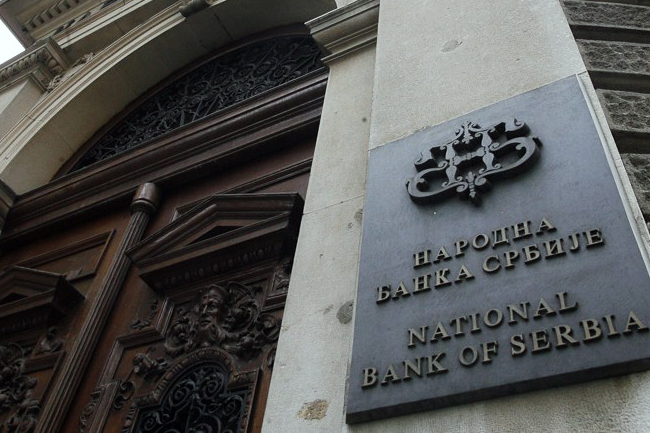 НАРОДНА
БАНКА СРБИЈЕ
NATIONAL
BANK OF SERBIA